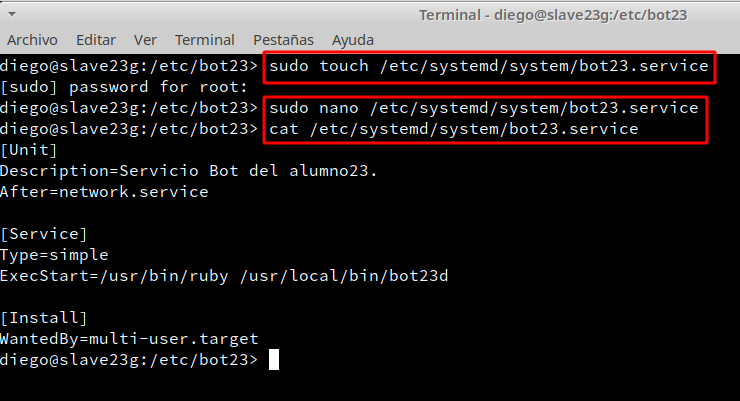 Terminal - diego@slave23g:/etc/bot23
Archivo Editar Ver Terminal Pestañas Ayuda
diego@slave23g:/etc/bot23> sudo touch /etc/systemd/system/bot23.service
[sudo] password for root:
diego@slave23g:/etc/bot23> sudo nano /etc/systemd/system/bot23.service
diego@slave23g:/etc/bot23> cat /etc/systemd/system/bot23.service
[Unit]
Description=Servicio Bot del alumno23.
After=network.service
[Service]
Type=simple
ExecStart=/usr/bin/ruby /usr/local/bin/bot23d
[Install]
WantedBy=multi-user.target
diego@slave23g:/etc/bot23>